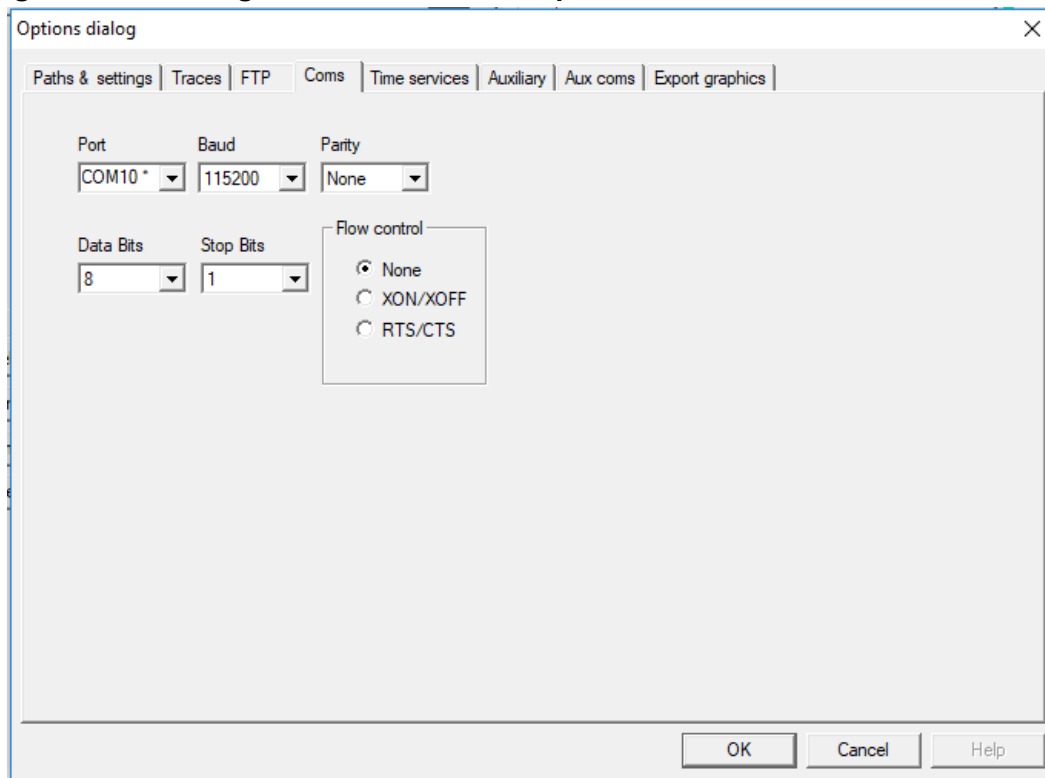 Options dialog
Paths & settings Traces FTP Coms Time services Auxiliary Aux coms Export graphics
Port Baud Parity
COM10 * 115200 None
Data Bits Stop Bits Flow control
8 1 None
XON/XOFF
RTS/CTS
OK Cancel Help